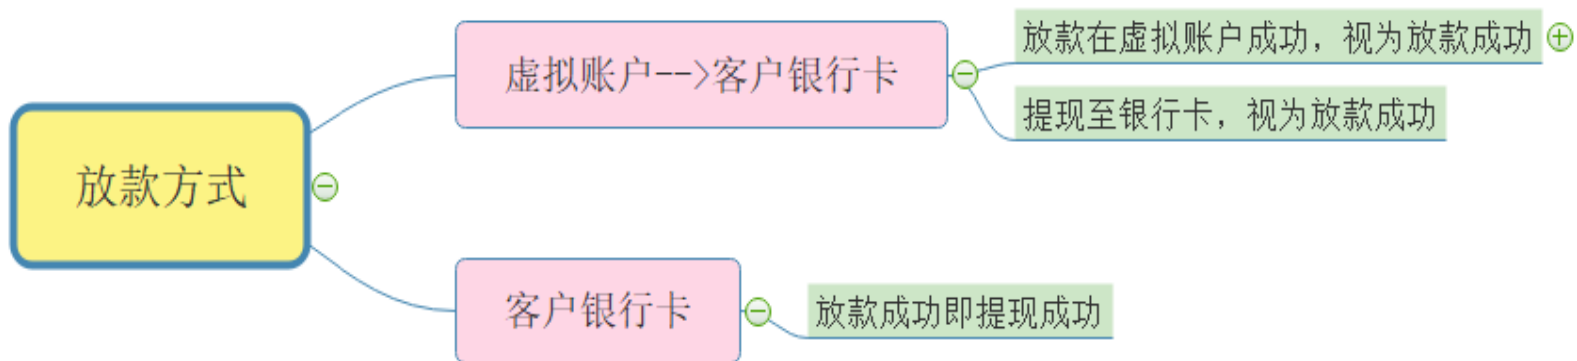 放款在虚拟账户成功，视为放款成功
虚拟账户-->客户银行卡
提现至银行卡，视为放款成功
放款方式
客户银行卡
放款成功即提现成功